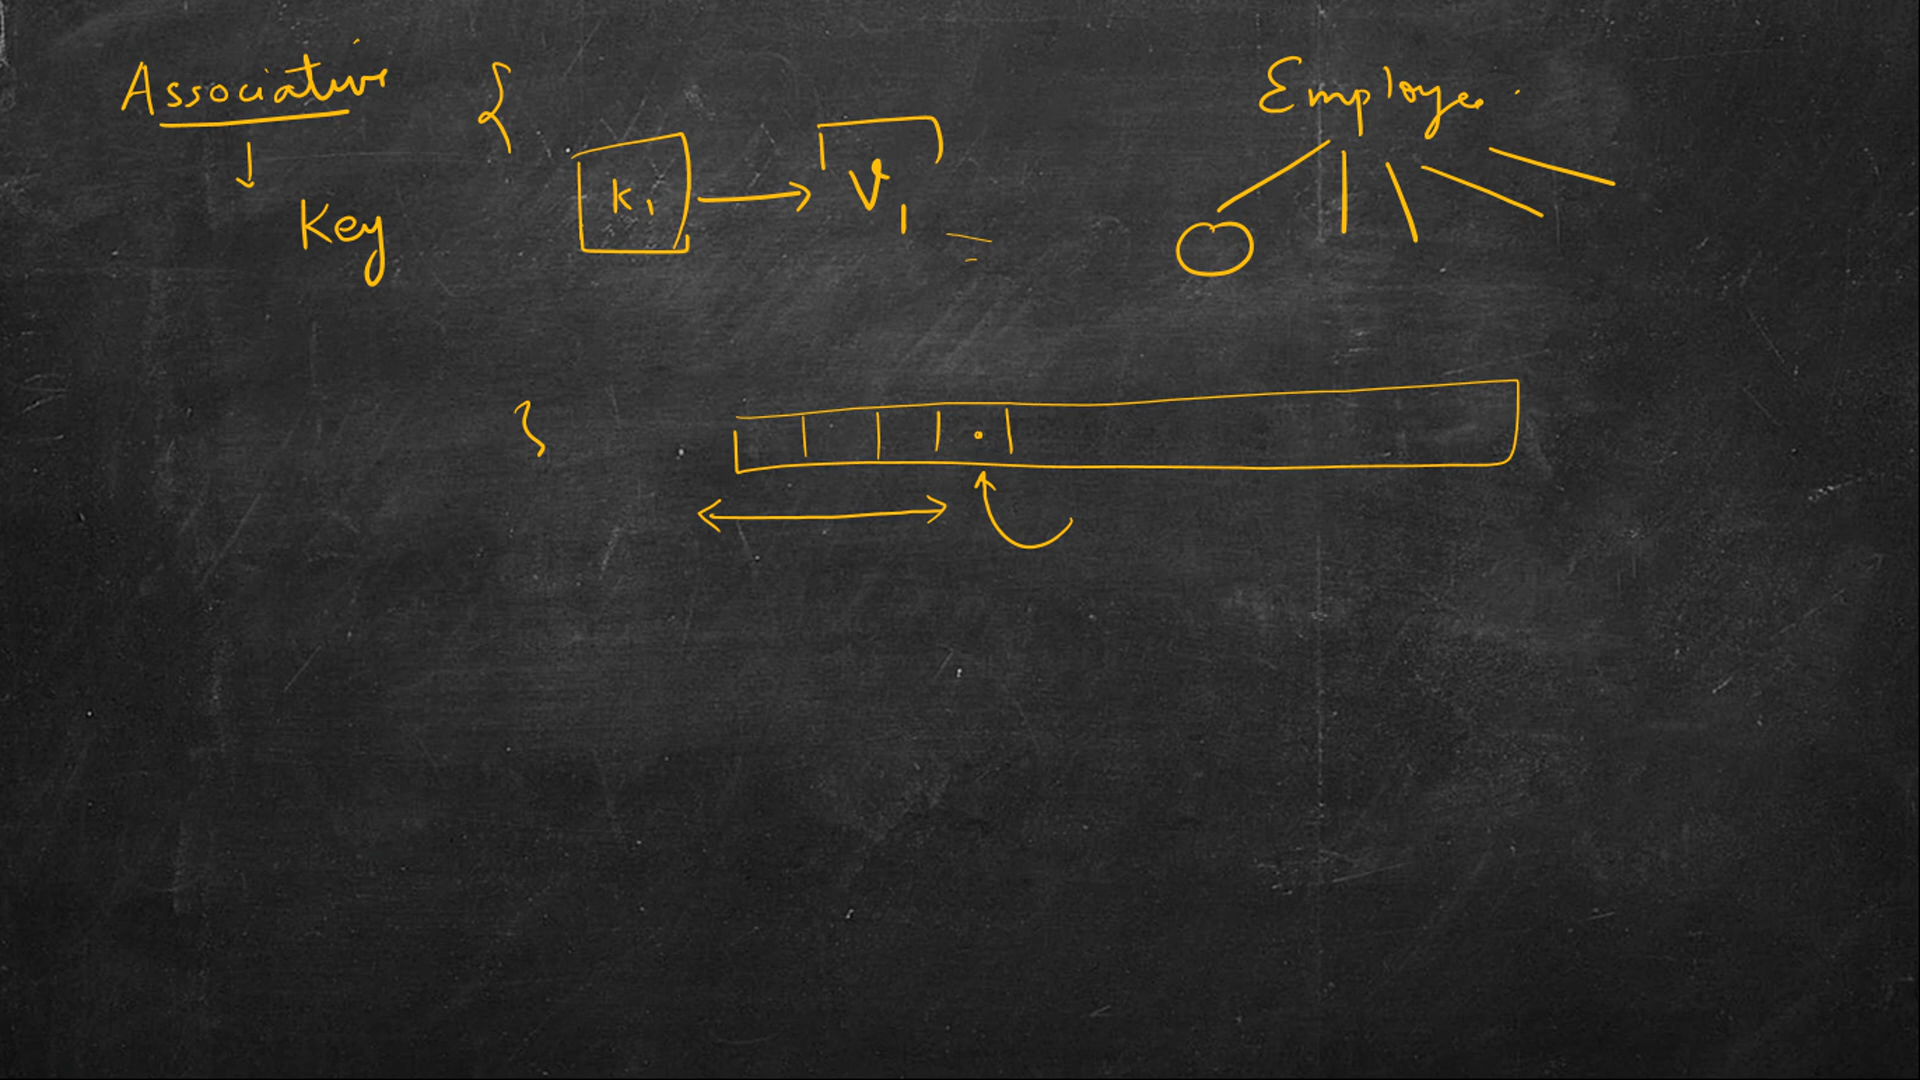 Associative {
Key
K1 → V1
Employee
}